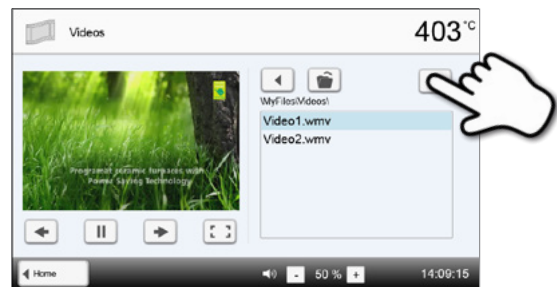 Videos
403°C
\MyFiles\Videos\
Video1.wmv
Video2.wmv
Programat ceramic furnaces with
Power Saving Technology
Home
- 50 % +
14:09:15